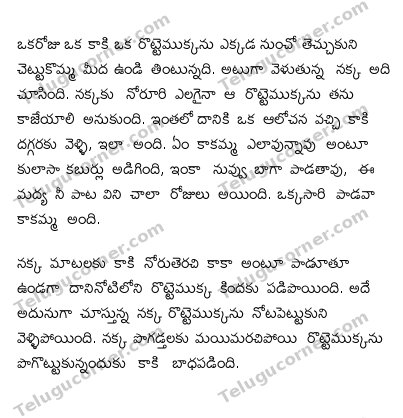 ఒకరోజు ఒక కాకి ఒక రొట్టెముక్కను ఎక్కడ నుంచో తెచ్చుకుని
చెట్టుకొమ్మ మీద ఉండి తింటున్నది. అటుగా వెళుతున్న నక్క అది
చూసింది. నక్కకు నోరూరి ఎలగైనా ఆ రొట్టెముక్కను తను
కాజేయాలి అనుకుంది. ఇంతలో దానికి ఒక ఆలోచన వచ్చి కాకి
దగ్గరకు వెళ్ళి, ఇలా అంది. ఏం కాకమ్మ ఎలావున్నావు అంటూ
కులాసా కబుర్లు అడిగింది, ఇంకా నువ్వు బాగా పాడతావు, ఈ
మధ్య నీ పాట విని చాలా రోజులు అయింది. ఒక్కసారి పాడవా
కాకమ్మ అంది.
నక్క మాటలకు కాకి నోరుతెరచి కాకా అంటూ పాడూతూ
ఉండగా దానినోటిలోని రొట్టెముక్క కిందకు పడిపాయింది. అదే
అదునుగా చూస్తున్న నక్క రొట్టెముక్కను నోటపెట్టుకుని
వెళ్ళిపోయింది. నక్క పొగడ్తలకు మయిమరచిపోయి రొట్టెముక్కను
పొగొట్టుకున్నందుకు కాకి బాధపడింది.
Telugucorner.com